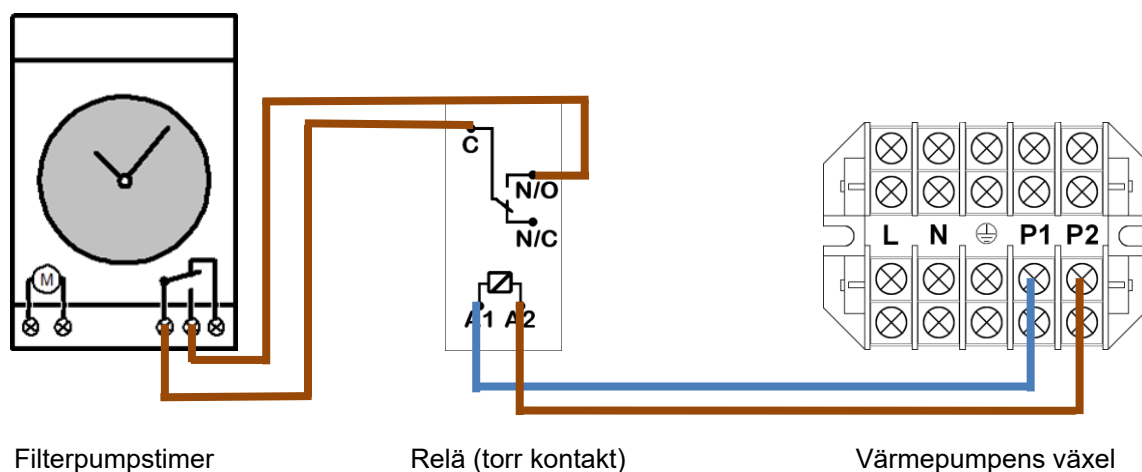 M
C
N/O
N/C
A1 A2
L N P1 P2
Filterpumpstimer Relä (torr kontakt) Värmepumpens växel